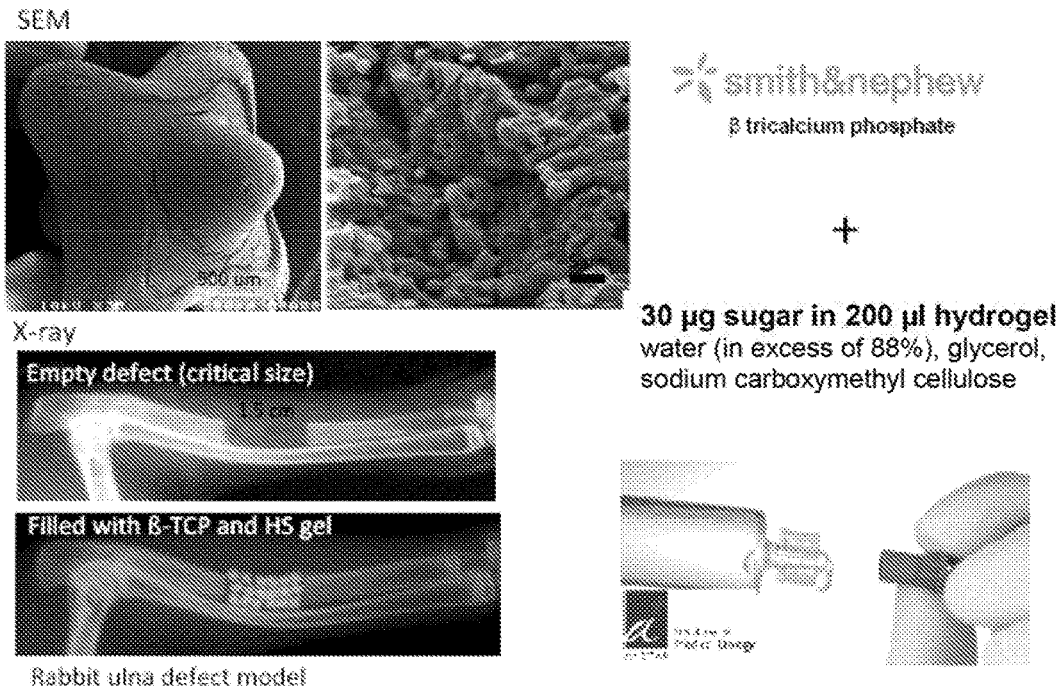 SEM
smith&nephew
β tricalcium phosphate
+
500 um
30 µg sugar in 200 µl hydrogel
water (in excess of 88%), glycerol,
sodium carboxymethyl cellulose
X-ray
Empty defect (critical size)
1.5 cm
Filled with ß-TCP and HS gel
Rabbit ulna defect model